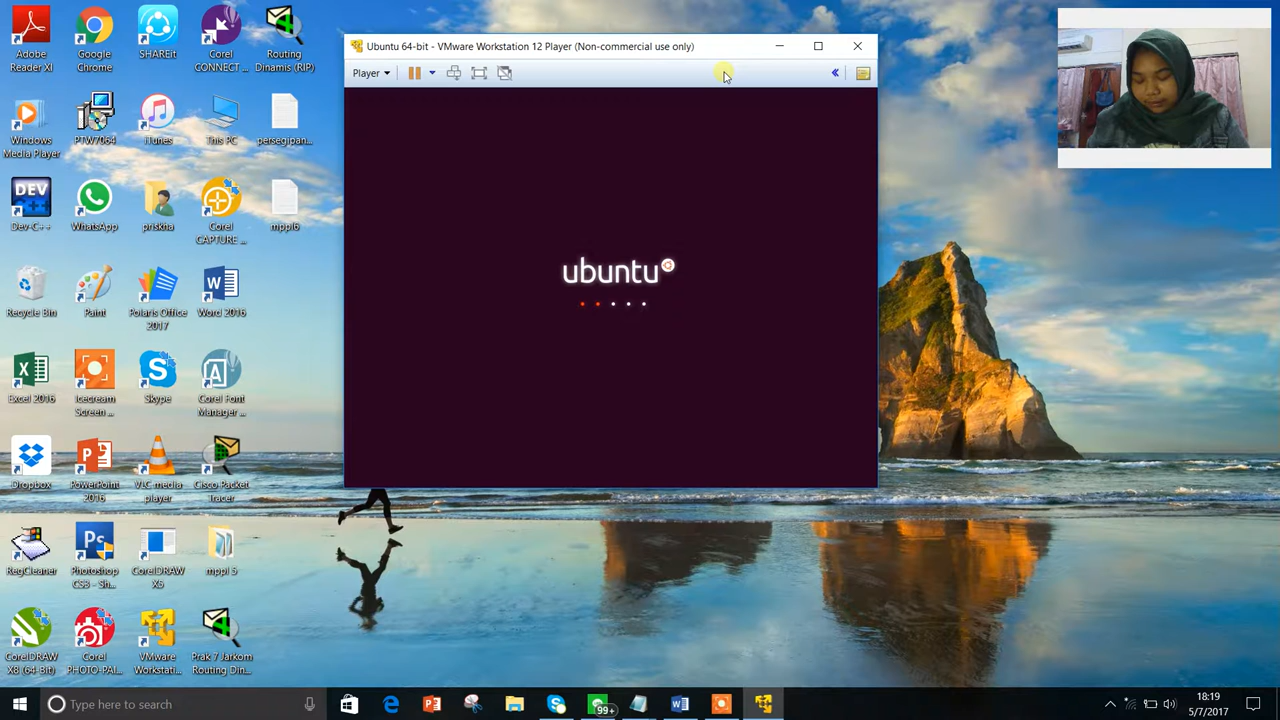 Ubuntu 64-bit - VMware Workstation 12 Player (Non-commercial use only)
Player
ubuntu
Adobe
Reader XI
Google
Chrome
SHAREit
Corel
CONNECT ...
Routing
Dinamis (RIP)
Windows
Media Player
PTW7064
iTunes
This PC
persegipan...
DEV
Dev-C++
WhatsApp
priskha
Corel
CAPTURE ...
mppl6
Recycle Bin
Paint
Polaris Office
2017
Word 2016
Excel 2016
Icecream
Screen ...
Skype
Corel Font
Manager ...
Dropbox
PowerPoint
2016
VLC media
player
Cisco Packet
Tracer
RegCleaner
Ps
Photoshop
CS3 - Sh...
CorelDRAW
X5
mppl 5
CorelDRAW
X8 (64-Bit)
Corel
PHOTO-PAI...
VMware
Workstati...
Prak 7 Jarkom
Routing Din...
Type here to search
99+
18:19
5/7/2017